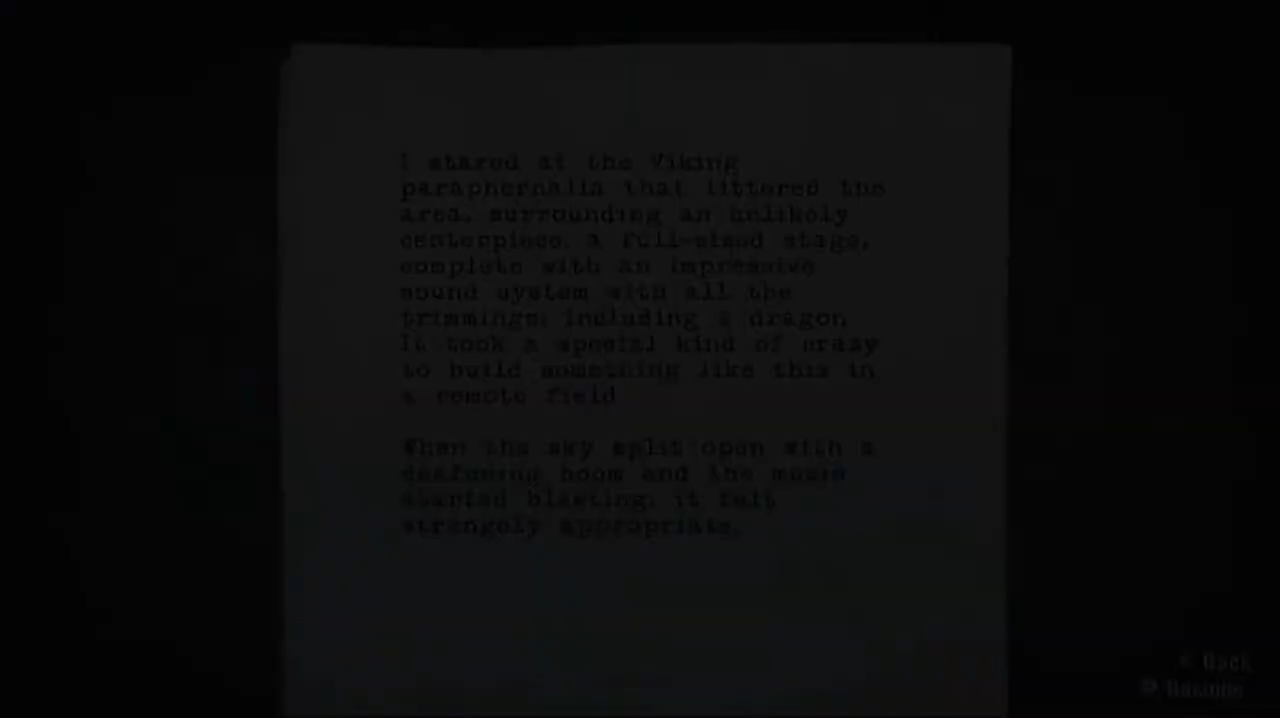 I stared at the Viking
paraphernalia that littered the
area, surrounding an unlikely
centerpiece, a full-sized stage,
complete with an impressive
sound system with all the
trimmings, including a dragon.
It took a special kind of crazy
to build something like this in
a remote field.
When the sky split open with a
deafening boom and the music
started blasting, it felt
strangely appropriate.
Back